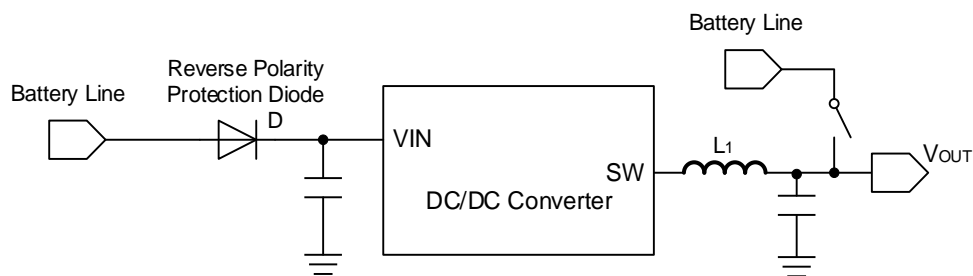 Battery Line
Reverse Polarity
Protection Diode
D
Battery Line
VIN
SW
DC/DC Converter
L1
VOUT